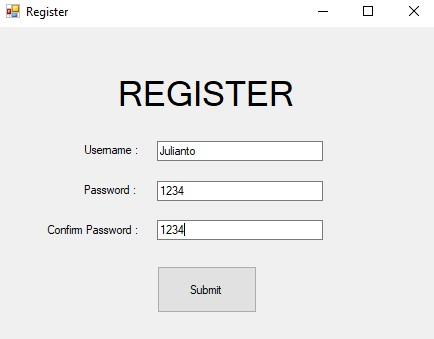 Register
REGISTER
Username : Julianto
Password : 1234
Confirm Password : 1234
Submit